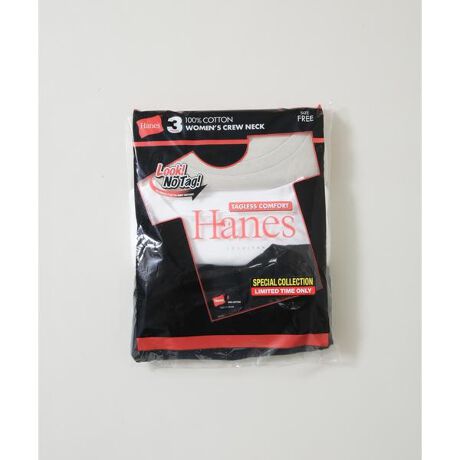 Hanes
3
100% COTTON
WOMEN'S CREW NECK
SIZE
FREE
Look!
No Tag!
TAGLESS COMFORT
Hanes
SPECIAL COLLECTION
LIMITED TIME ONLY
Hanes